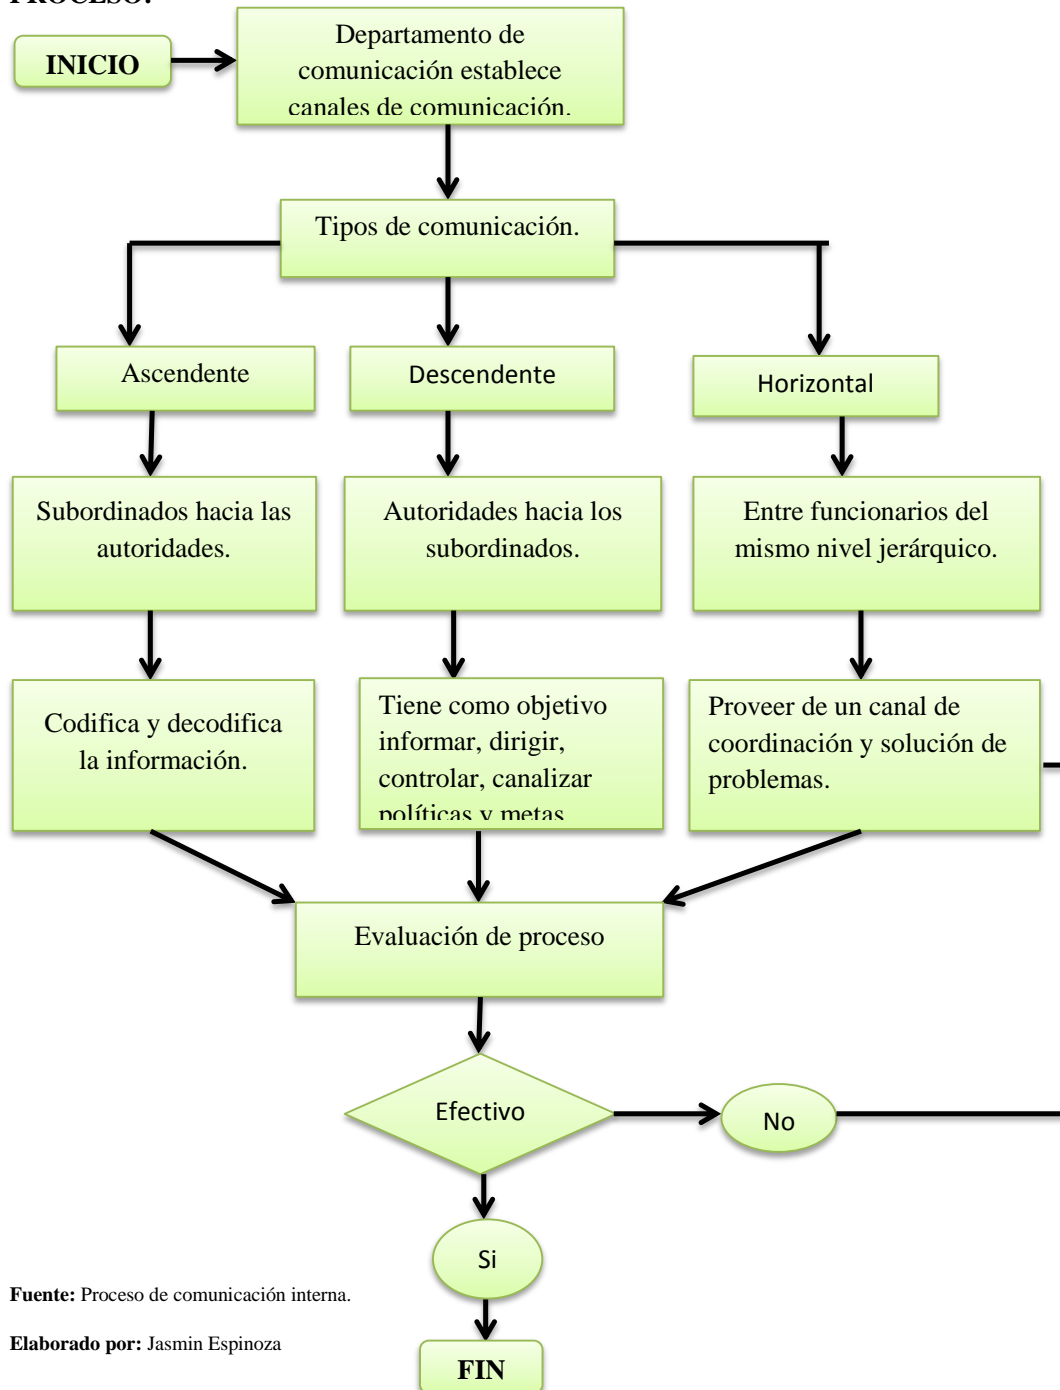 PROCESO:
INICIO
Departamento de
comunicación establece
canales de comunicación.
Tipos de comunicación.
Ascendente
Descendente
Horizontal
Subordinados hacia las
autoridades.
Autoridades hacia los
subordinados.
Entre funcionarios del
mismo nivel jerárquico.
Codifica y decodifica
la información.
Tiene como objetivo
informar, dirigir,
controlar, canalizar
políticas y metas
Proveer de un canal de
coordinación y solución de
problemas.
Evaluación de proceso
Efectivo
No
Si
Fuente: Proceso de comunicación interna.
Elaborado por: Jasmin Espinoza
FIN